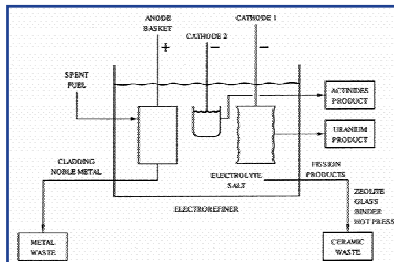 ANODE
BASKET
CATHODE 1
CATHODE 2
+
−
−
SPENT
FUEL
ACTINIDES
PRODUCT
URANIUM
PRODUCT
CLADDING
NOBLE METAL
ELECTROLYTE
SALT
FISSION
PRODUCTS
ELECTROREFINER
ZEOLITE
GLASS
BINDER
HOT PRESS
METAL
WASTE
CERAMIC
WASTE